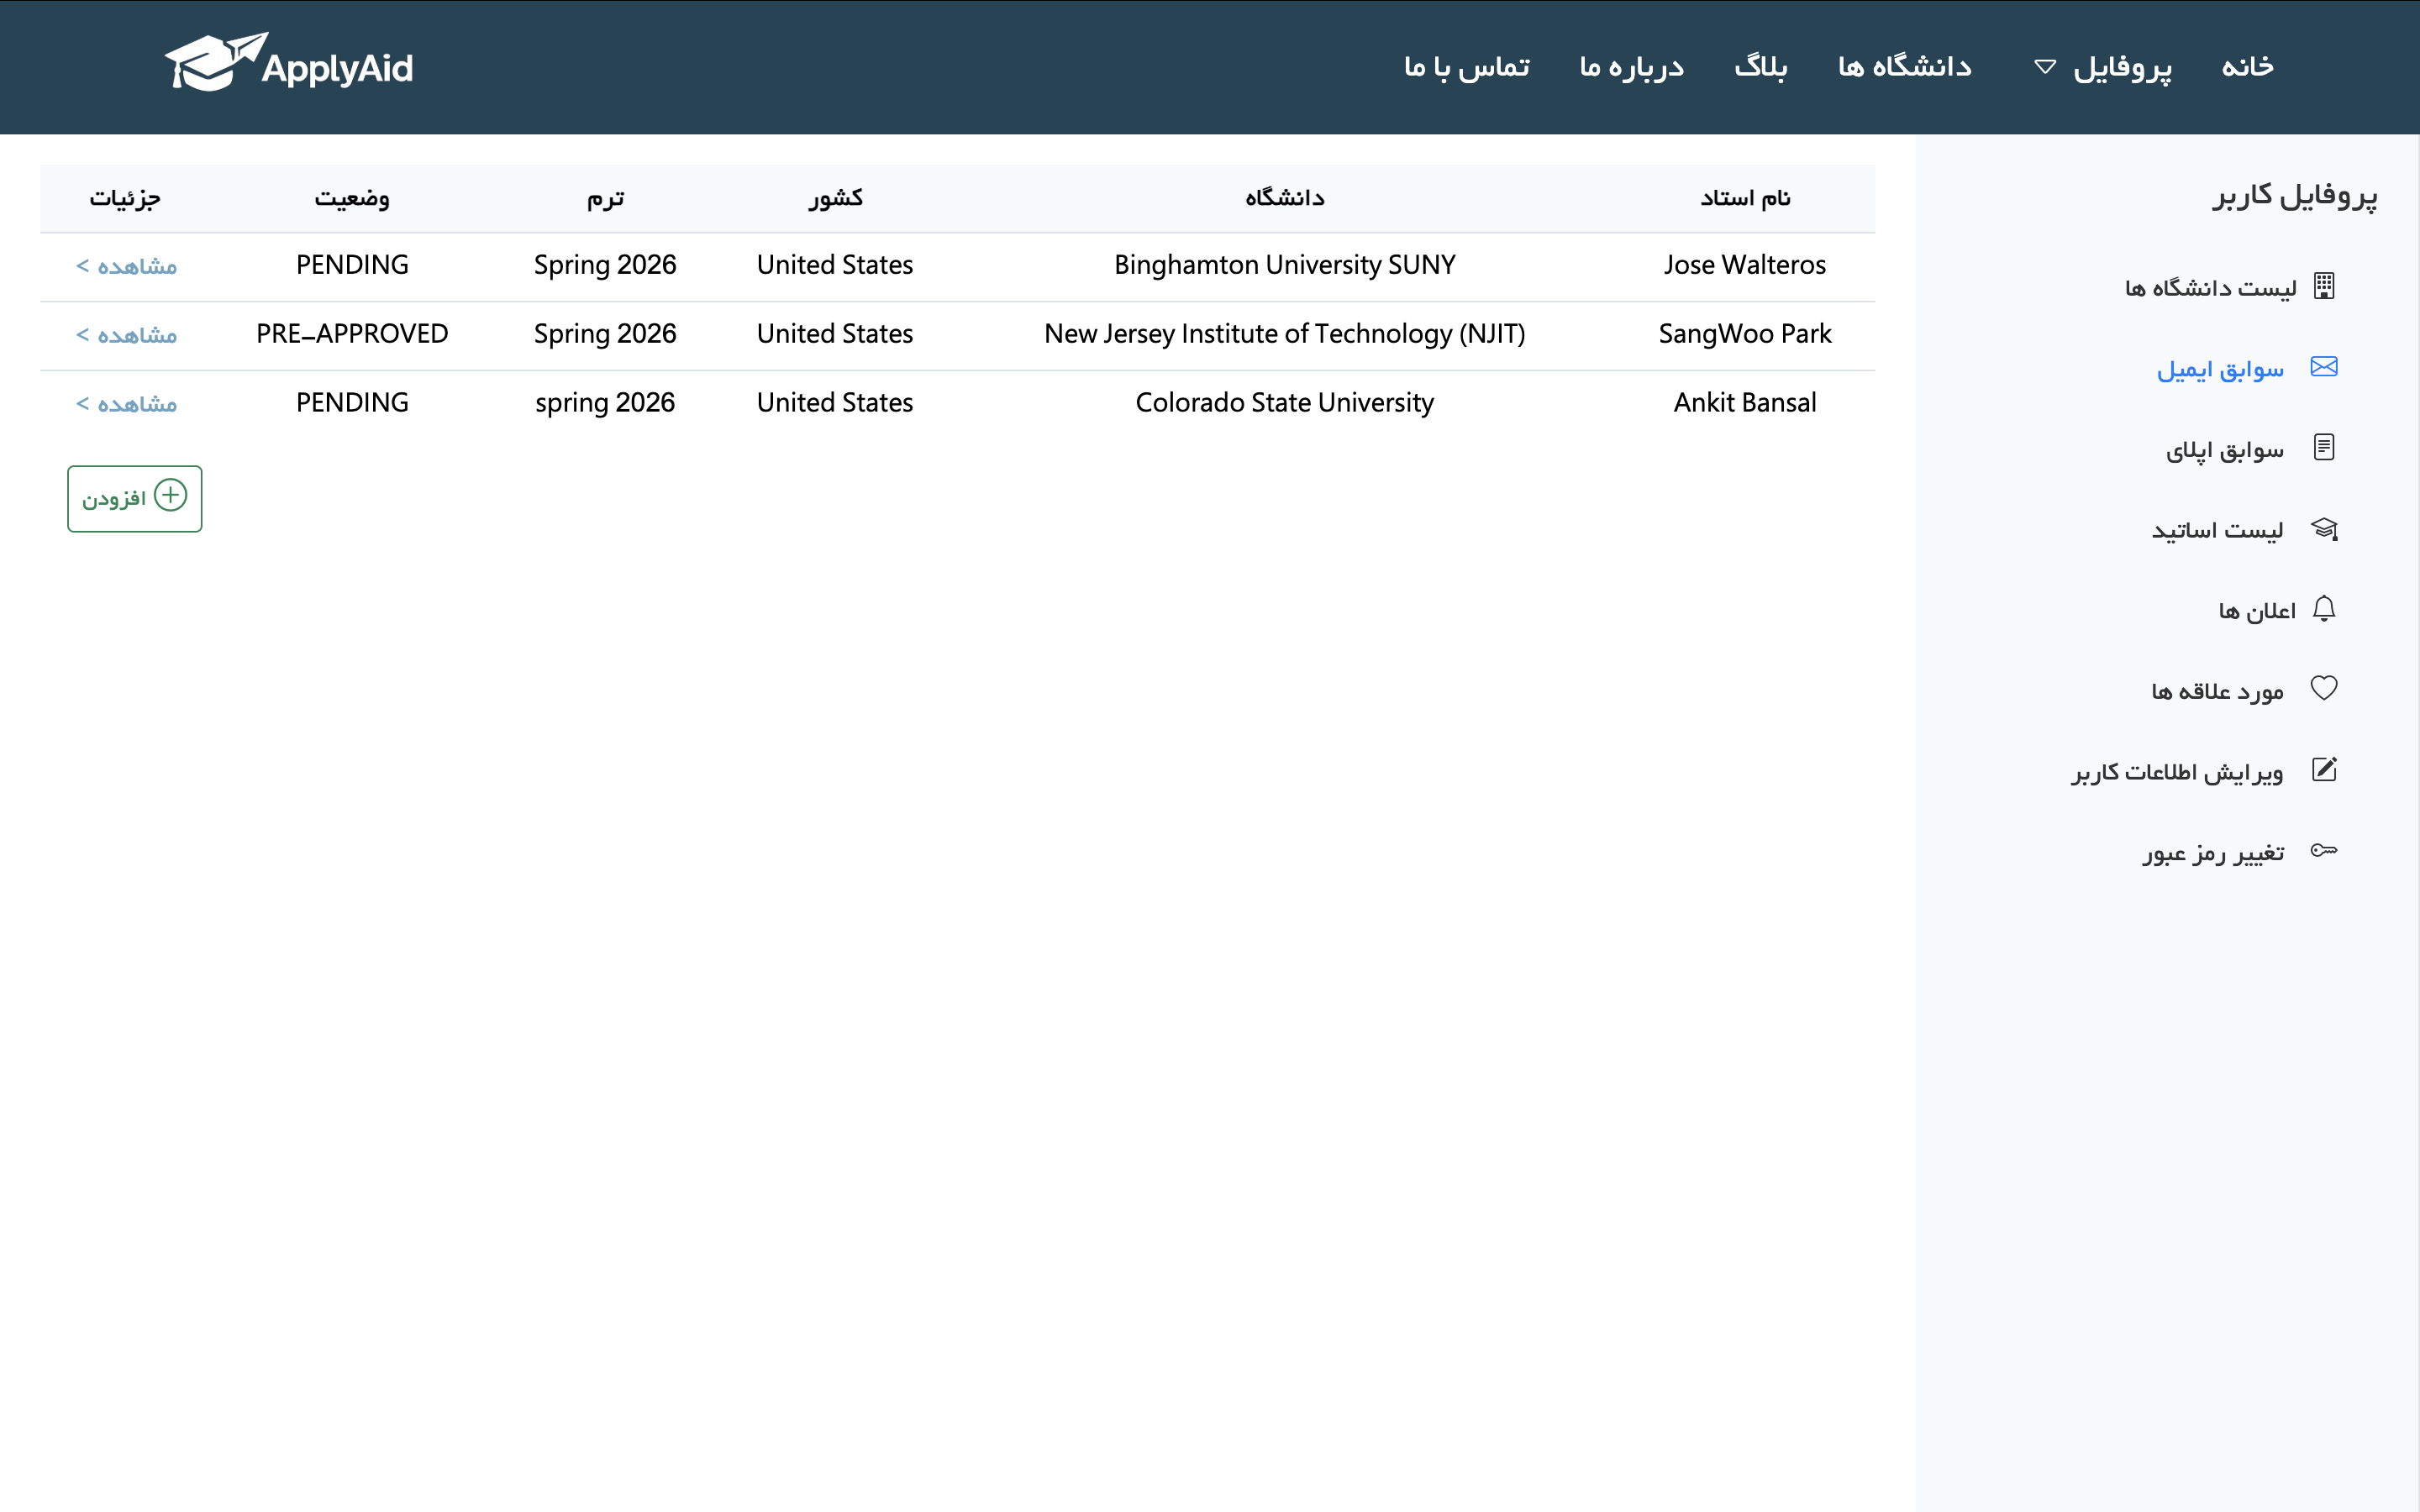 خانه
پروفایل
دانشگاه ها
بلاگ
درباره ما
تماس با ما
ApplyAid
پروفایل کاربر
لیست دانشگاه ها
سوابق ایمیل
سوابق اپلای
لیست اساتید
اعلان ها
مورد علاقه ها
ویرایش اطلاعات کاربر
تغییر رمز عبور
نام استاد دانشگاه کشور ترم وضعیت جزئیات
Jose Walteros Binghamton University SUNY United States Spring 2026 PENDING مشاهده >
SangWoo Park New Jersey Institute of Technology (NJIT) United States Spring 2026 PRE-APPROVED مشاهده >
Ankit Bansal Colorado State University United States spring 2026 PENDING مشاهده >
افزودن